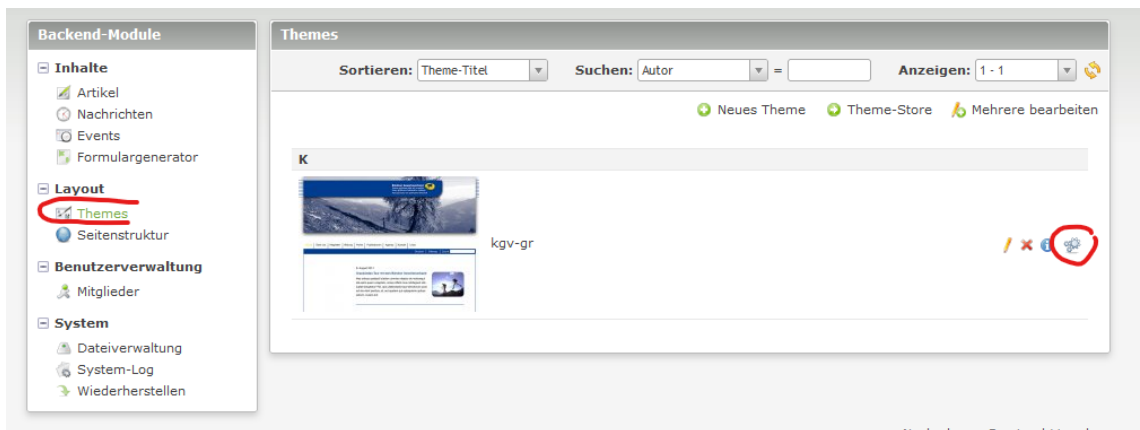 Backend-Module
Inhalte
Artikel
Nachrichten
Events
Formulargenerator
Layout
Themes
Seitenstruktur
Benutzerverwaltung
Mitglieder
System
Dateiverwaltung
System-Log
Wiederherstellen
Themes
Sortieren: Theme-Titel Suchen: Autor = Anzeigen: 1 - 1
Neues Theme Theme-Store Mehrere bearbeiten
K
kgv-gr